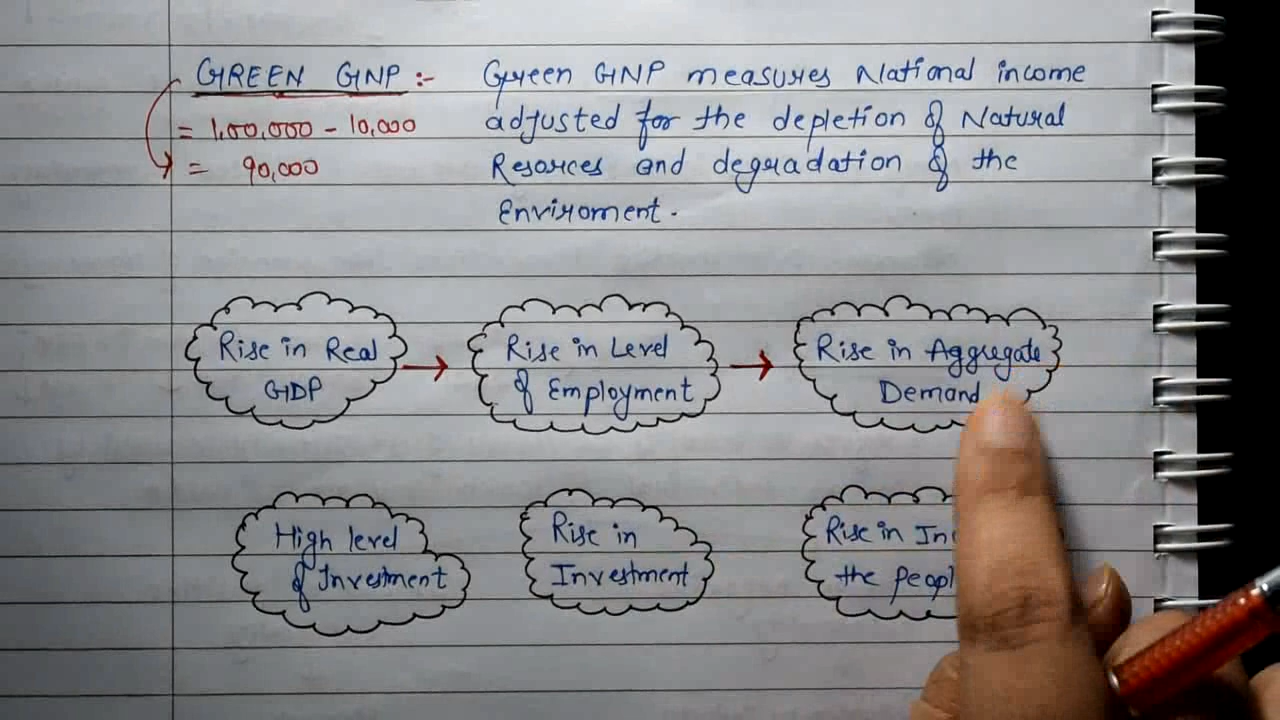 GREEN GNP :- Green GNP measures National income
= 1,00,000 - 10,000 adjusted for the depletion of Natural
= 90,000 Resorces and degradation of the
Enviroment.
Rise in Real
GDP
Rise in Level
of Employment
Rise in Aggregate
Demand
High level
of Investment
Rise in
Investment
Rise in
the